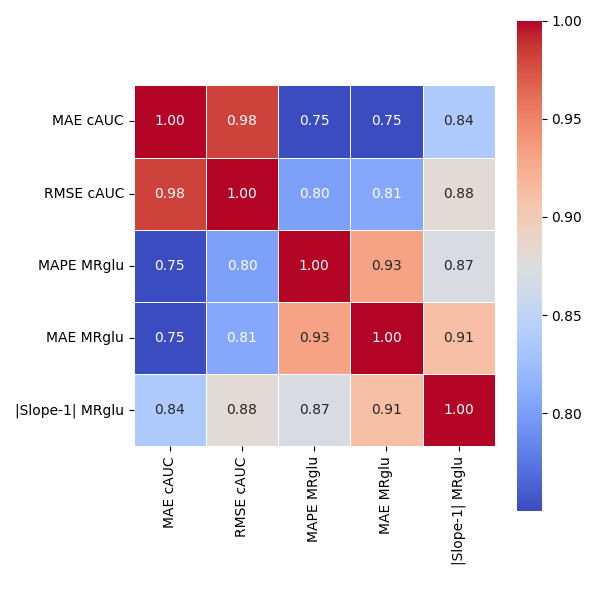 1.00
MAE cAUC 1.00 0.98 0.75 0.75 0.84
0.95
RMSE cAUC 0.98 1.00 0.80 0.81 0.88
0.90
MAPE MRglu 0.75 0.80 1.00 0.93 0.87
0.85
MAE MRglu 0.75 0.81 0.93 1.00 0.91
|Slope-1| MRglu 0.84 0.88 0.87 0.91 1.00
0.80
MAE cAUC
RMSE cAUC
MAPE MRglu
MAE MRglu
|Slope-1| MRglu